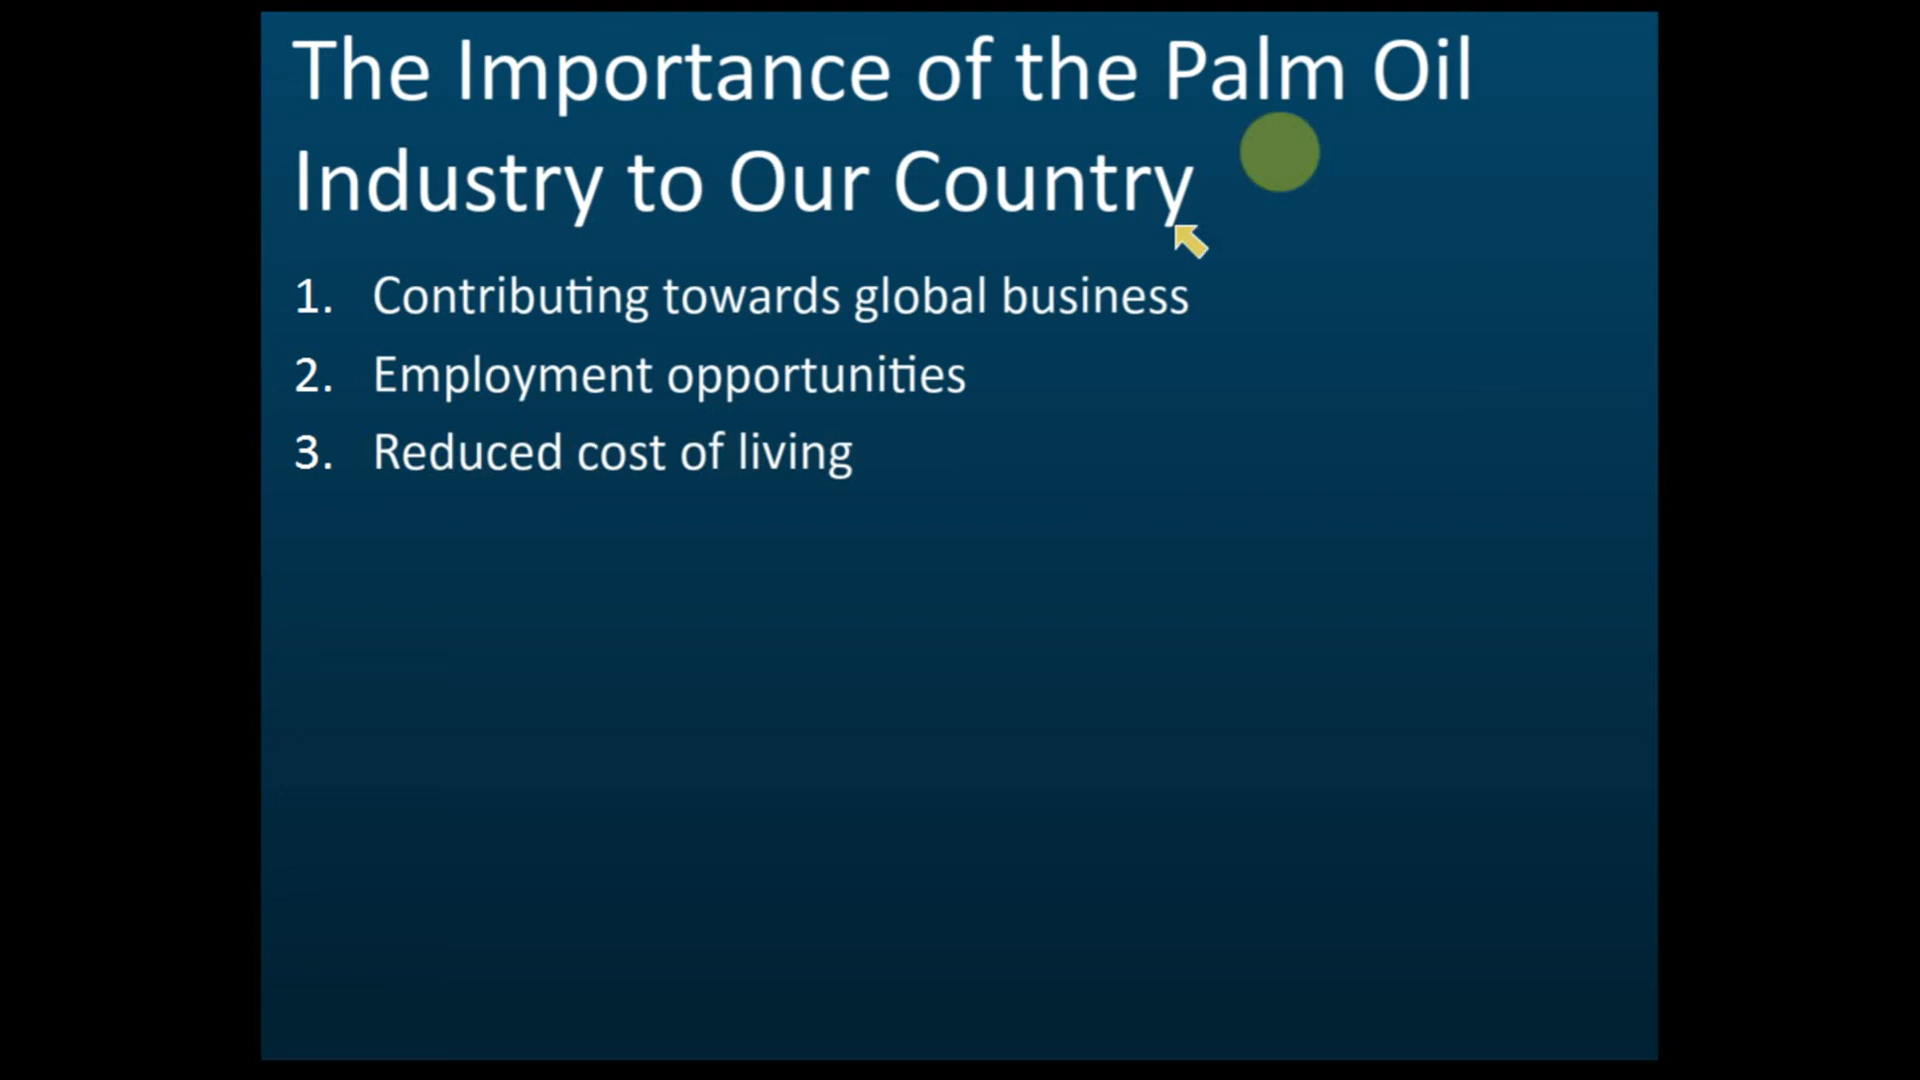 The Importance of the Palm Oil
Industry to Our Country
1. Contributing towards global business
2. Employment opportunities
3. Reduced cost of living